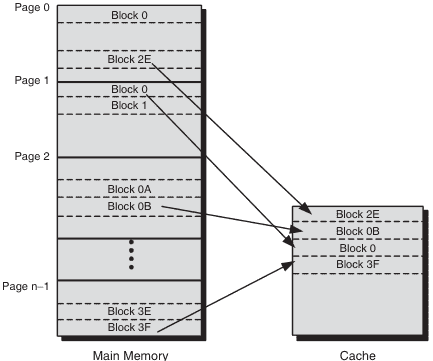 Page 0
Block 0
Block 2E
Page 1
Block 0
Block 1
Page 2
Block 0A
Block 0B
Page n–1
Block 3E
Block 3F
Main Memory
Block 2E
Block 0B
Block 0
Block 3F
Cache